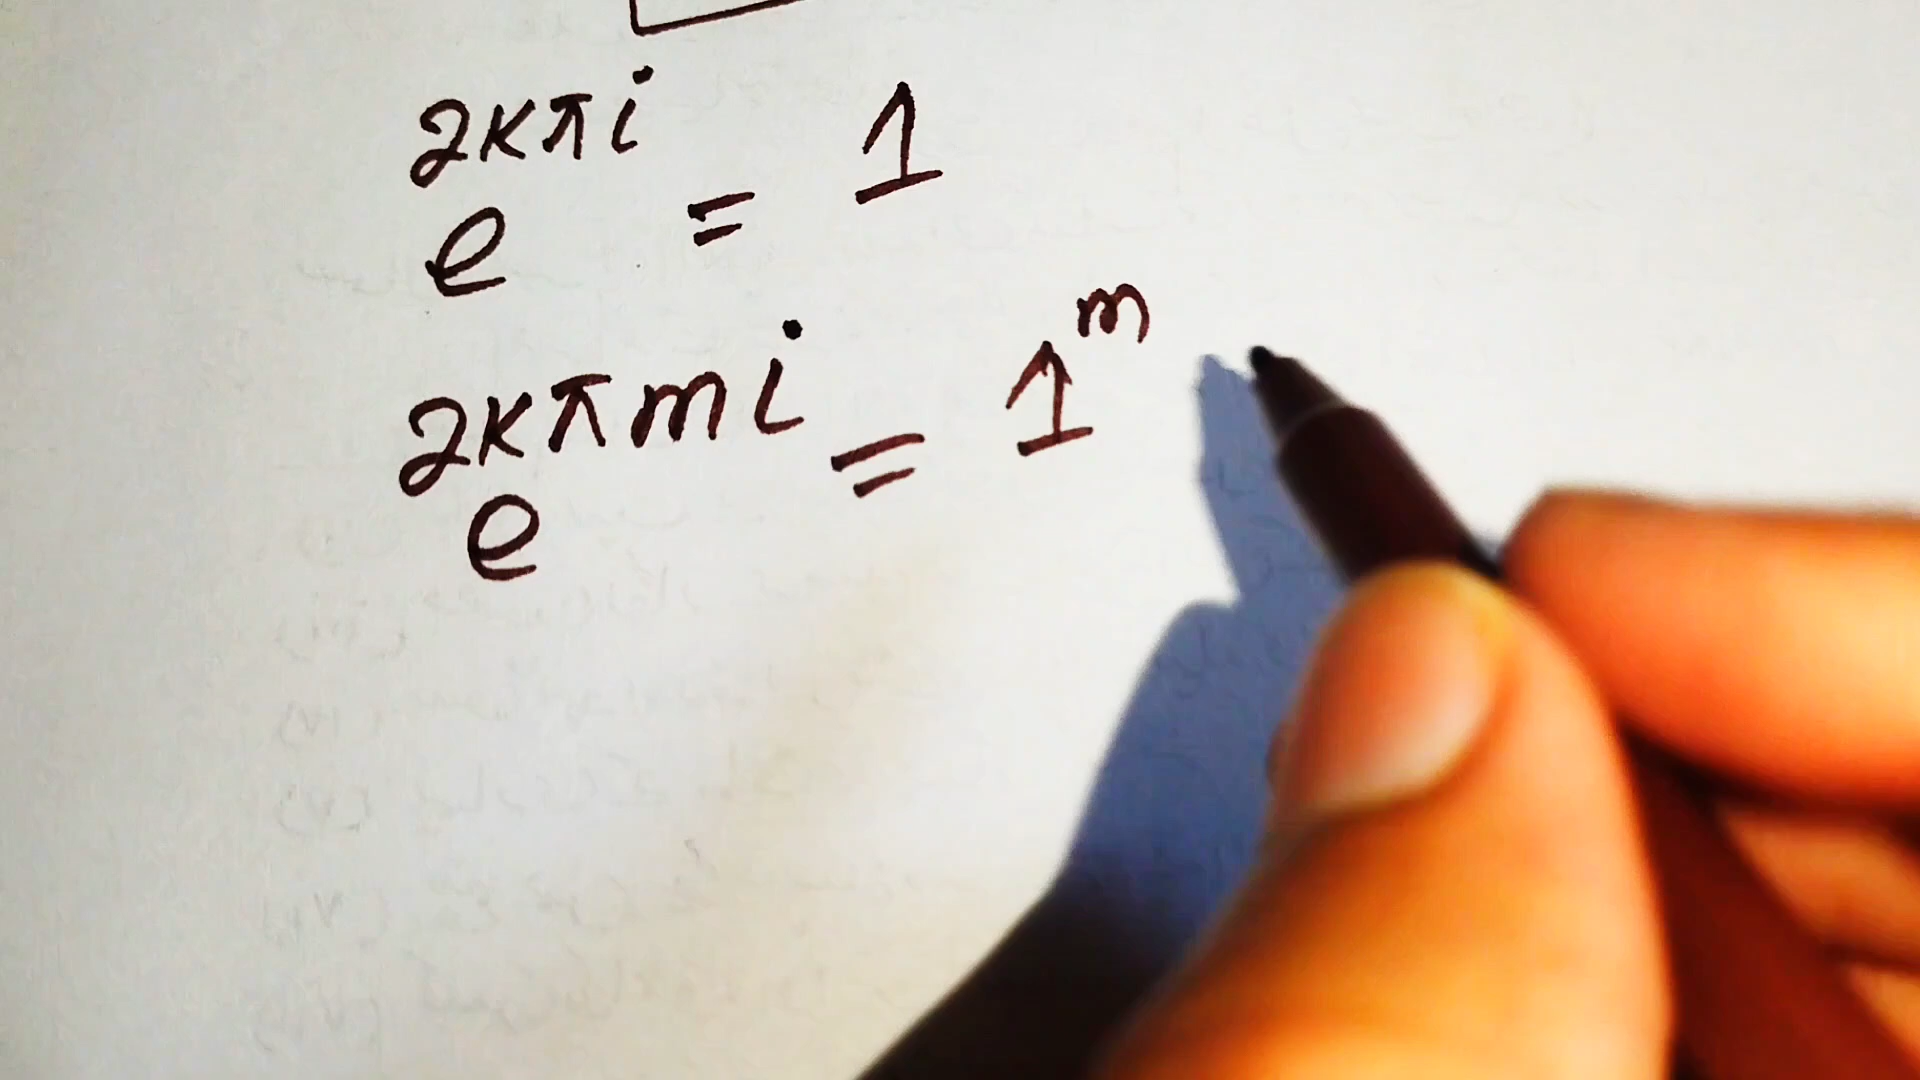 e^{2kπi} = 1
e^{2kπmi} = 1^m